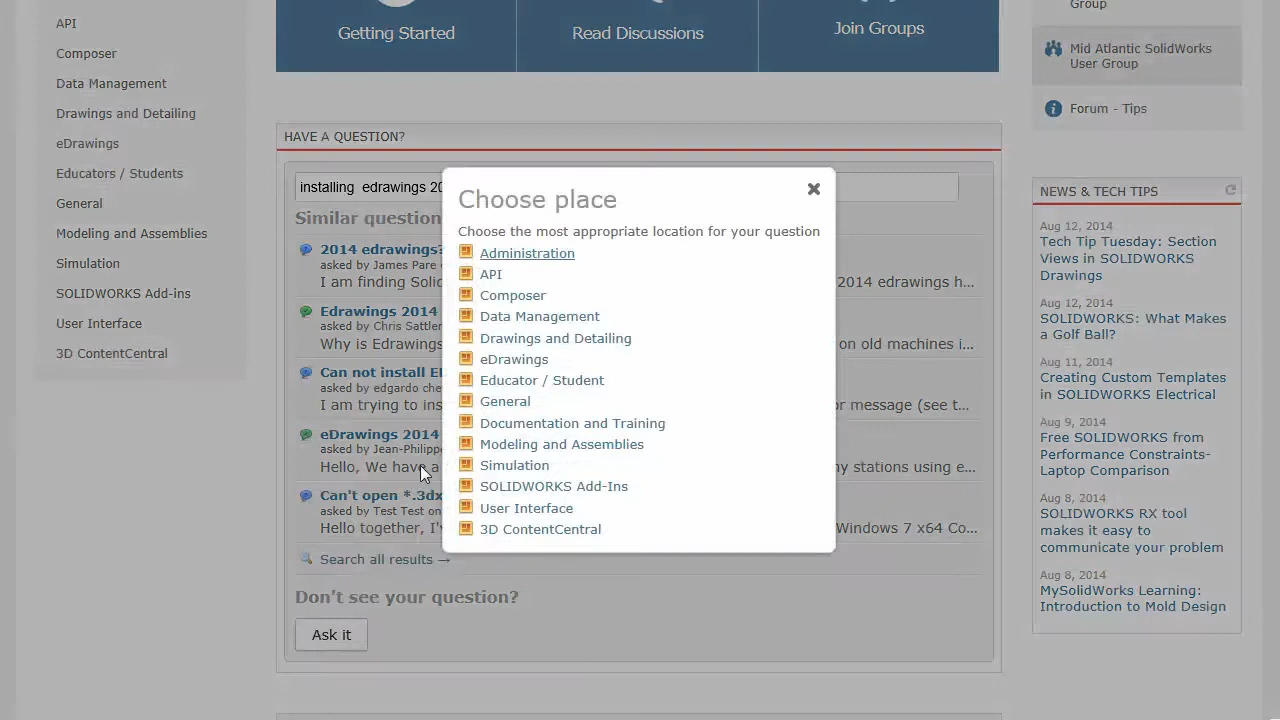 API
Composer
Data Management
Drawings and Detailing
eDrawings
Educators / Students
General
Modeling and Assemblies
Simulation
SOLIDWORKS Add-ins
User Interface
3D ContentCentral
Getting Started
Read Discussions
Join Groups
HAVE A QUESTION?
installing edrawings 20
Similar question
2014 edrawings?
asked by James Pare
I am finding Solid
2014 edrawings h...
Edrawings 2014
asked by Chris Sattler
Why is Edrawings
on old machines i...
Can not install E
asked by edgardo che
I am trying to ins
or message (see t...
eDrawings 2014
asked by Jean-Philippe
Hello, We have a
ny stations using e...
Can't open *.3dx
asked by Test Test on
Hello together, I'v
Windows 7 x64 Co...
Search all results →
Don't see your question?
Ask it
Choose place
Choose the most appropriate location for your question
Administration
API
Composer
Data Management
Drawings and Detailing
eDrawings
Educator / Student
General
Documentation and Training
Modeling and Assemblies
Simulation
SOLIDWORKS Add-Ins
User Interface
3D ContentCentral
Group
Mid Atlantic SolidWorks
User Group
Forum - Tips
NEWS & TECH TIPS
Aug 12, 2014
Tech Tip Tuesday: Section
Views in SOLIDWORKS
Drawings
Aug 12, 2014
SOLIDWORKS: What Makes
a Golf Ball?
Aug 11, 2014
Creating Custom Templates
in SOLIDWORKS Electrical
Aug 9, 2014
Free SOLIDWORKS from
Performance Constraints-
Laptop Comparison
Aug 8, 2014
SOLIDWORKS RX tool
makes it easy to
communicate your problem
Aug 8, 2014
MySolidWorks Learning:
Introduction to Mold Design